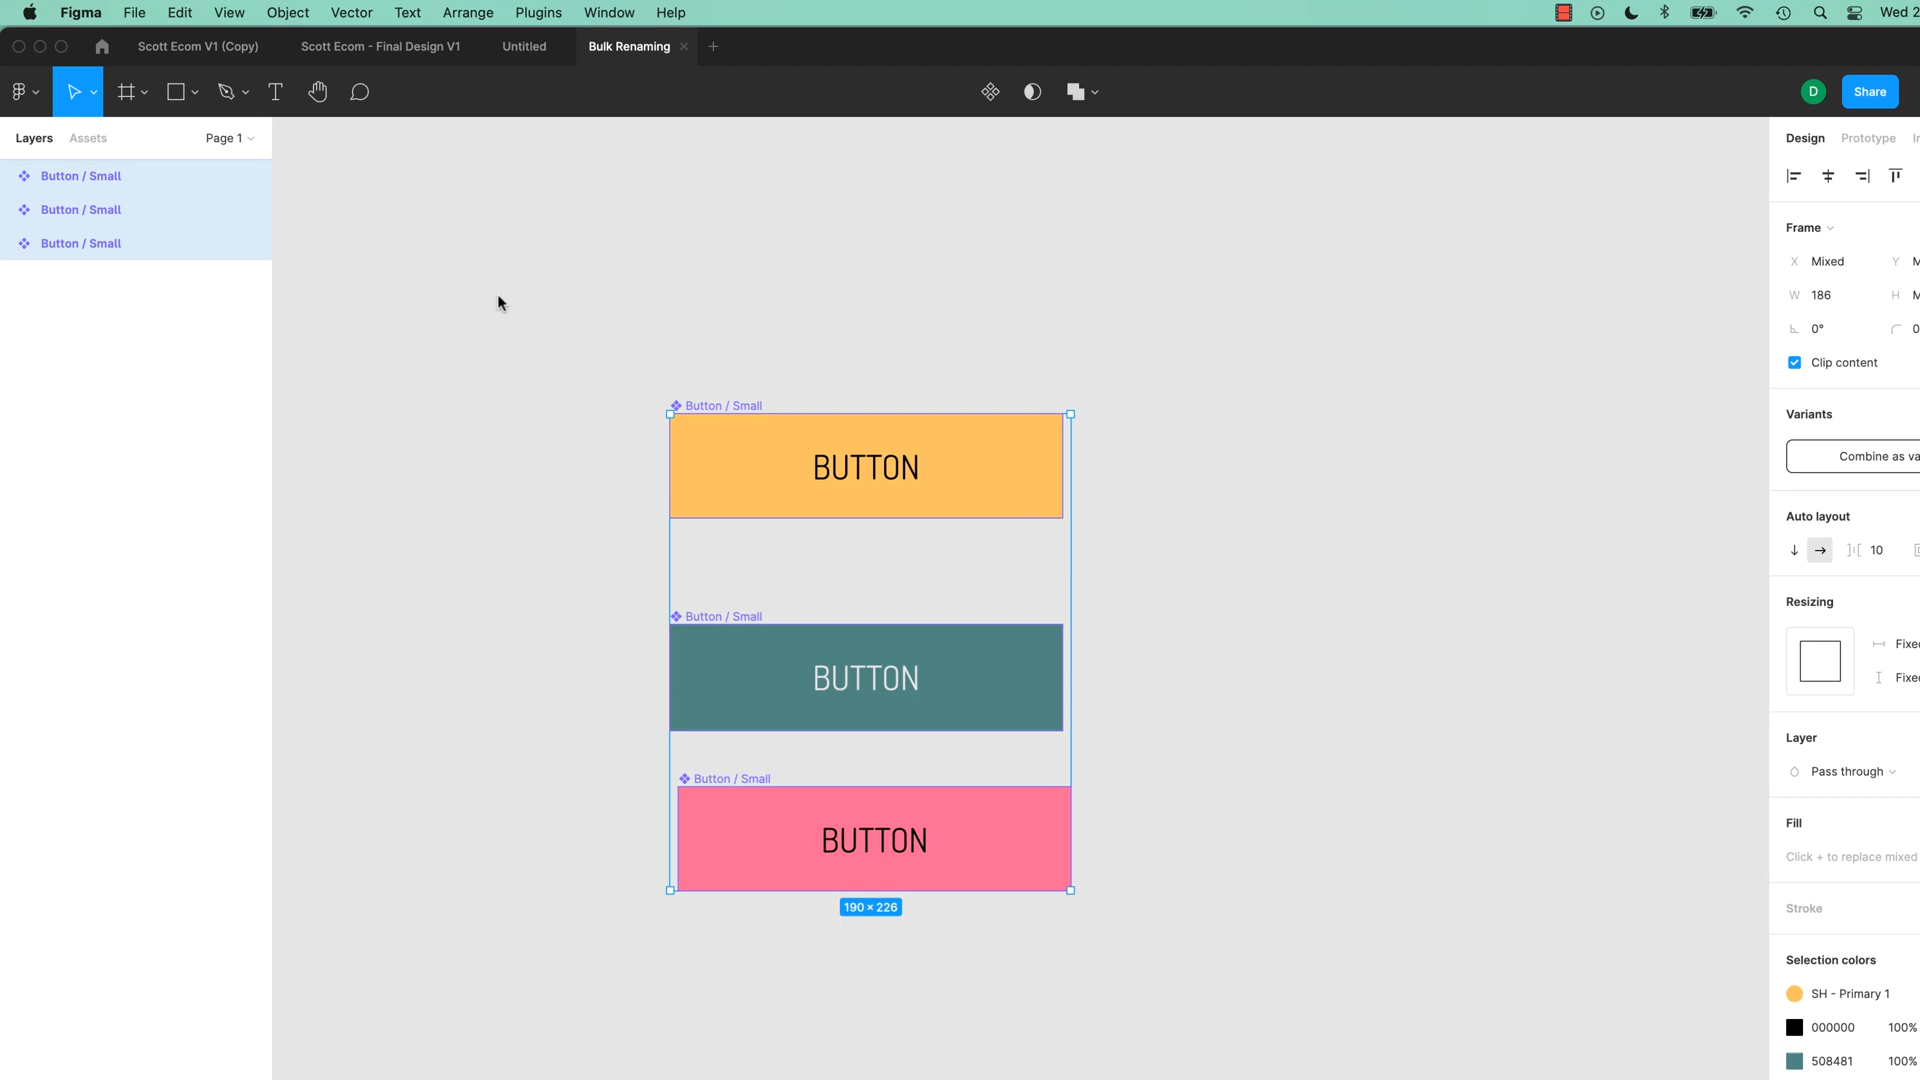 Figma File Edit View Object Vector Text Arrange Plugins Window Help Wed 2
Scott Ecom V1 (Copy) Scott Ecom - Final Design V1 Untitled Bulk Renaming
D Share
Layers Assets Page 1
Design Prototype In
Button / Small
Button / Small
Button / Small
Frame
X Mixed Y M
W 186 H M
0° 0
Clip content
Variants
Combine as va
Auto layout
10
Resizing
Fixed
Fixed
Layer
Pass through
Fill
Click + to replace mixed
Stroke
Selection colors
SH - Primary 1
000000 100%
508481 100%
Button / Small
BUTTON
Button / Small
BUTTON
Button / Small
BUTTON
190 × 226